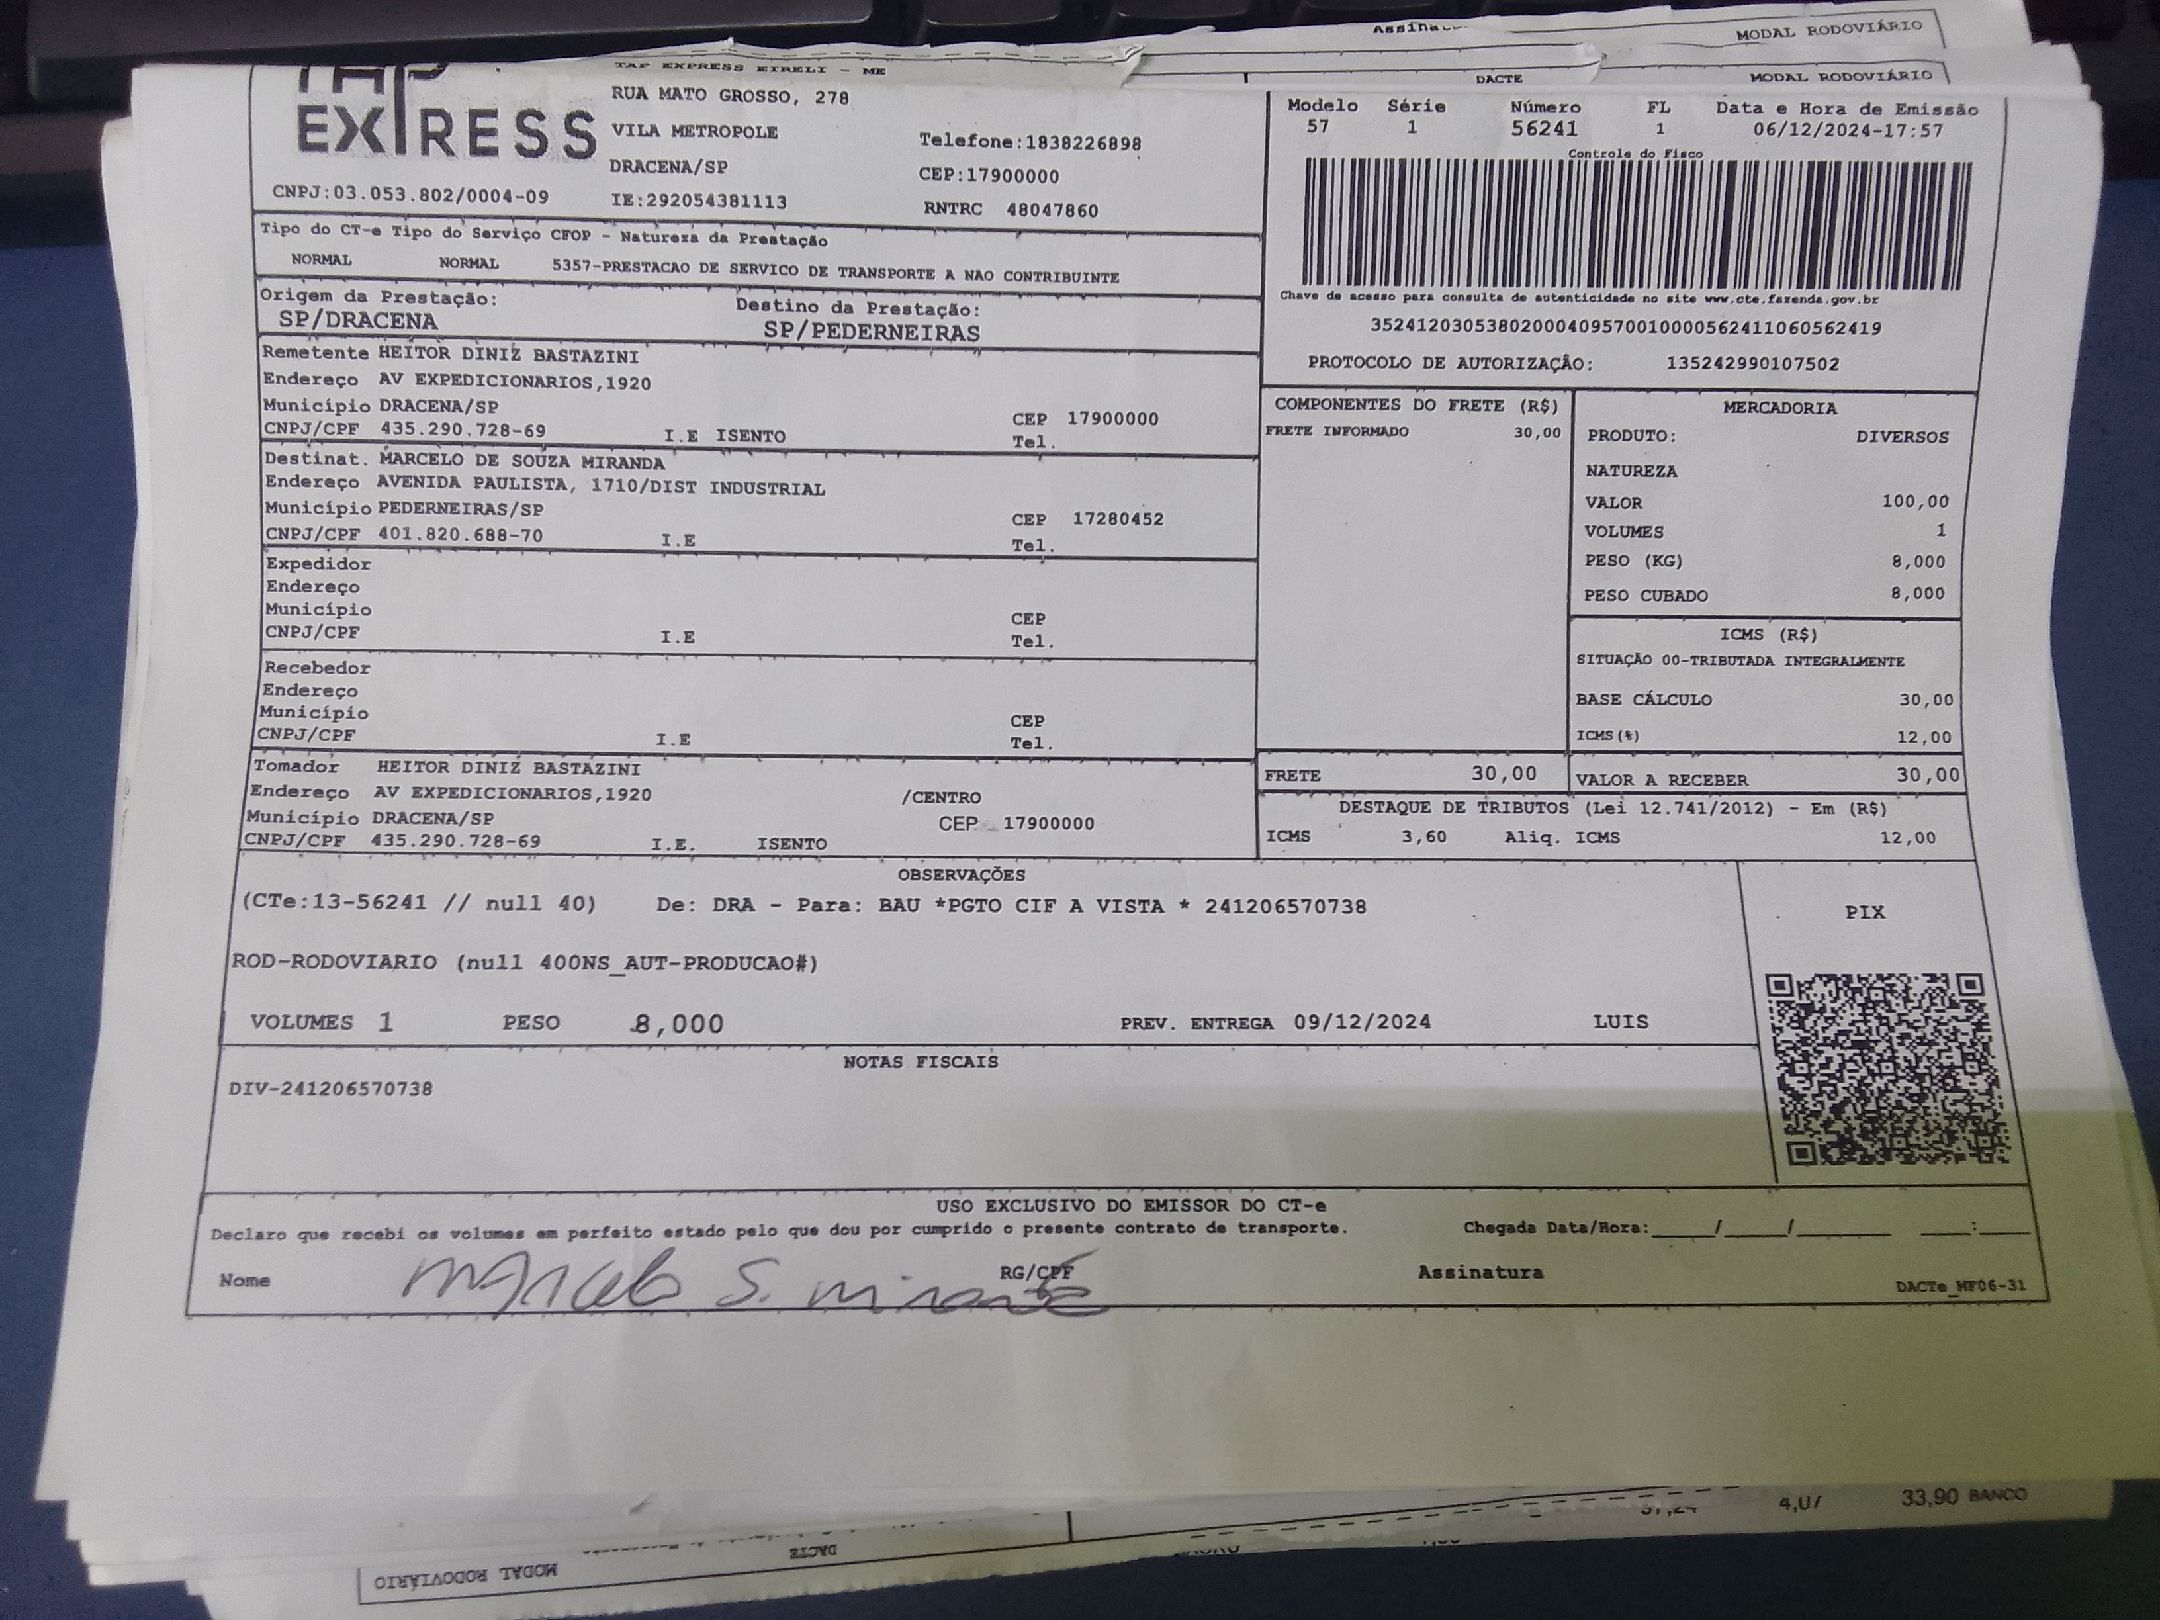 Assina
MODAL RODOVIÁRIO
TAP EXPRESS EIRELI - ME
DACTE
MODAL RODOVIÁRIO
TAP
EXPRESS
RUA MATO GROSSO, 278
VILA METROPOLE
Telefone:1838226898
DRACENA/SP
CEP:17900000
CNPJ:03.053.802/0004-09
IE:292054381113
RNTRC 48047860
Modelo Série Número FL Data e Hora de Emissão
57 1 56241 1 06/12/2024-17:57
Controle do Fisco
Chave de acesso para consulta de autenticidade no site www.cte.fazenda.gov.br
35241203053802000409570010000562411060562419
PROTOCOLO DE AUTORIZAÇÃO: 135242990107502
Tipo do CT-e Tipo do Serviço CFOP - Natureza da Prestação
NORMAL NORMAL 5357-PRESTACAO DE SERVICO DE TRANSPORTE A NAO CONTRIBUINTE
Origem da Prestação: Destino da Prestação:
SP/DRACENA SP/PEDERNEIRAS
Remetente HEITOR DINIZ BASTAZINI
Endereço AV EXPEDICIONARIOS,1920
Município DRACENA/SP CEP 17900000
CNPJ/CPF 435.290.728-69 I.E ISENTO Tel.
Destinat. MARCELO DE SOUZA MIRANDA
Endereço AVENIDA PAULISTA, 1710/DIST INDUSTRIAL
Município PEDERNEIRAS/SP CEP 17280452
CNPJ/CPF 401.820.688-70 I.E Tel.
Expedidor
Endereço
Município CEP
CNPJ/CPF I.E Tel.
Recebedor
Endereço
Município CEP
CNPJ/CPF I.E Tel.
Tomador HEITOR DINIZ BASTAZINI
Endereço AV EXPEDICIONARIOS,1920 /CENTRO
Município DRACENA/SP CEP 17900000
CNPJ/CPF 435.290.728-69 I.E. ISENTO
COMPONENTES DO FRETE (R$)
FRETE INFORMADO 30,00
MERCADORIA
PRODUTO: DIVERSOS
NATUREZA
VALOR 100,00
VOLUMES 1
PESO (KG) 8,000
PESO CUBADO 8,000
ICMS (R$)
SITUAÇÃO 00-TRIBUTADA INTEGRALMENTE
BASE CÁLCULO 30,00
ICMS(%) 12,00
FRETE 30,00 VALOR A RECEBER 30,00
DESTAQUE DE TRIBUTOS (Lei 12.741/2012) - Em (R$)
ICMS 3,60 Aliq. ICMS 12,00
OBSERVAÇÕES
(CTe:13-56241 // null 40) De: DRA - Para: BAU *PGTO CIF A VISTA * 241206570738
ROD-RODOVIARIO (null 400NS_AUT-PRODUCAO#)
VOLUMES 1 PESO 8,000 PREV. ENTREGA 09/12/2024 LUIS
PIX
NOTAS FISCAIS
DIV-241206570738
USO EXCLUSIVO DO EMISSOR DO CT-e
Declaro que recebi os volumes em perfeito estado pelo que dou por cumprido o presente contrato de transporte. Chegada Data/Hora:____/____/______ ___:___
Nome Marcelo S. Miranda RG/CPF Assinatura DACTe_MF06-31
4,07 33,90 BANCO
DACTE
MODAL RODOVIÁRIO